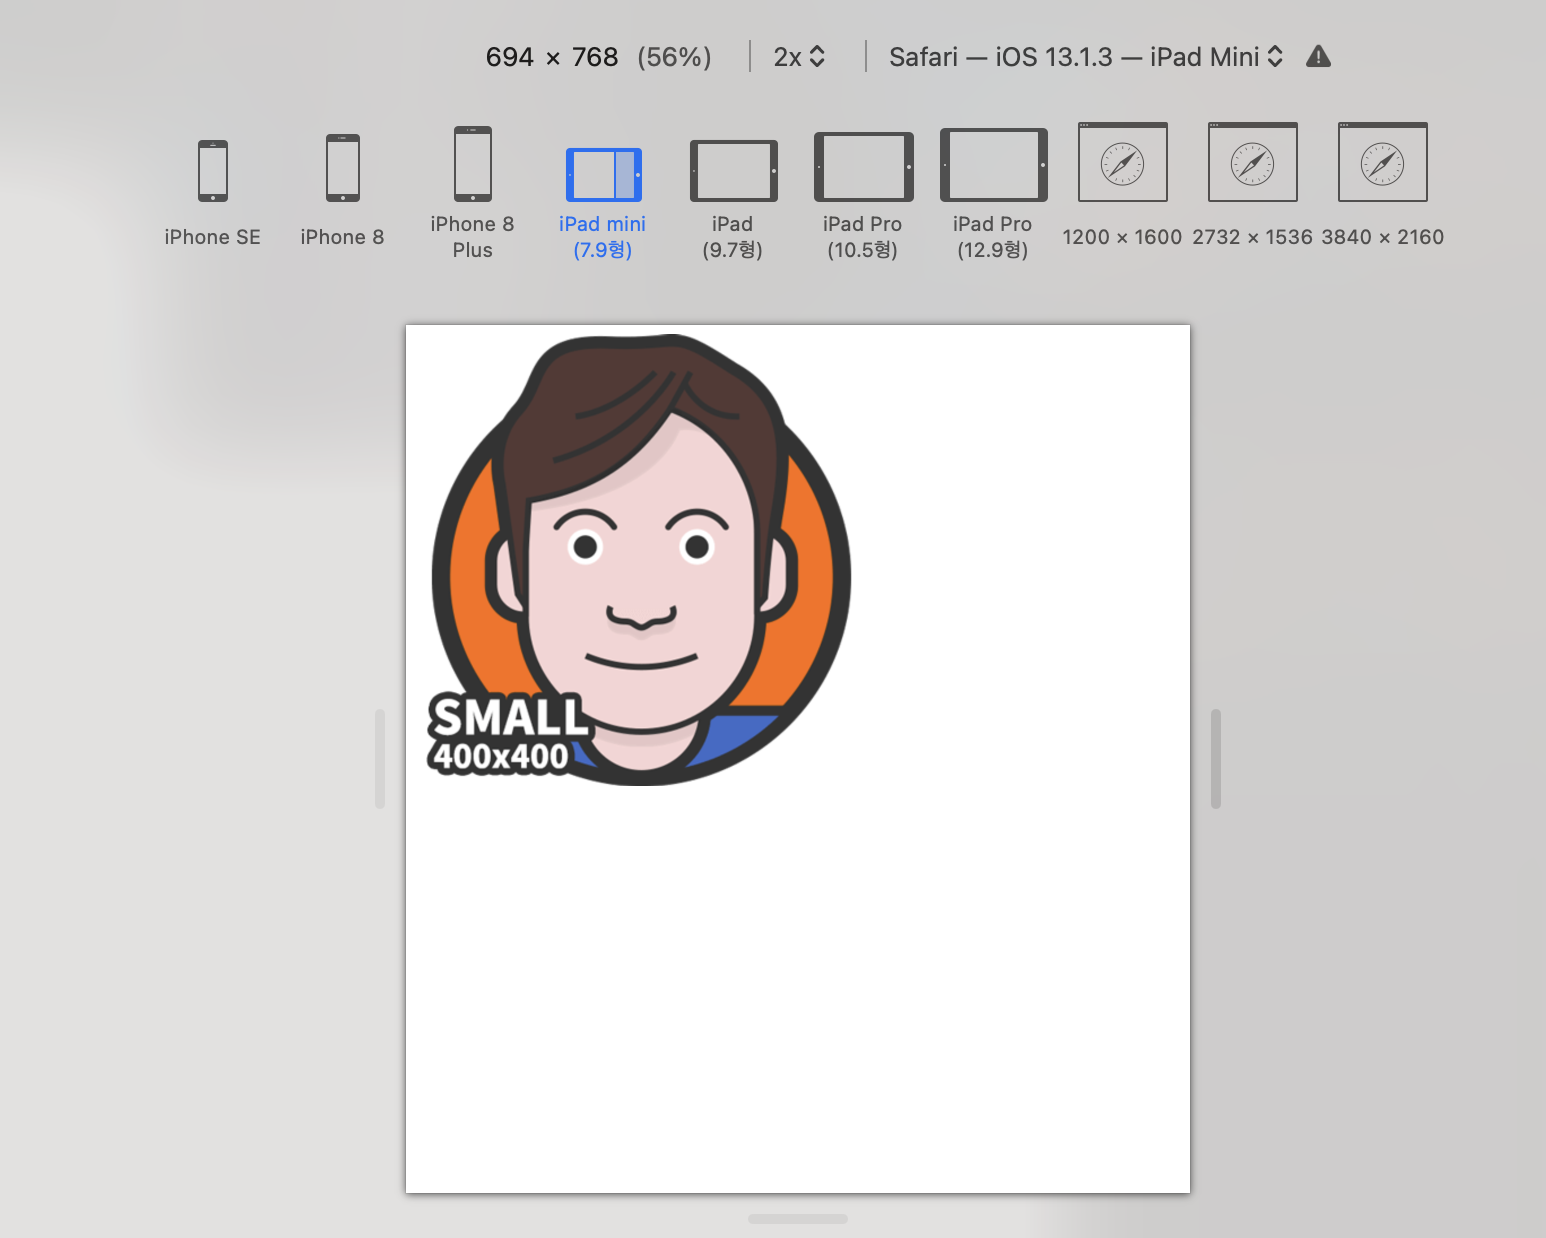 694 × 768 (56%) 2x Safari — iOS 13.1.3 — iPad Mini
iPhone SE
iPhone 8
iPhone 8
Plus
iPad mini
(7.9형)
iPad
(9.7형)
iPad Pro
(10.5형)
iPad Pro
(12.9형)
1200 × 1600
2732 × 1536
3840 × 2160
SMALL
400x400